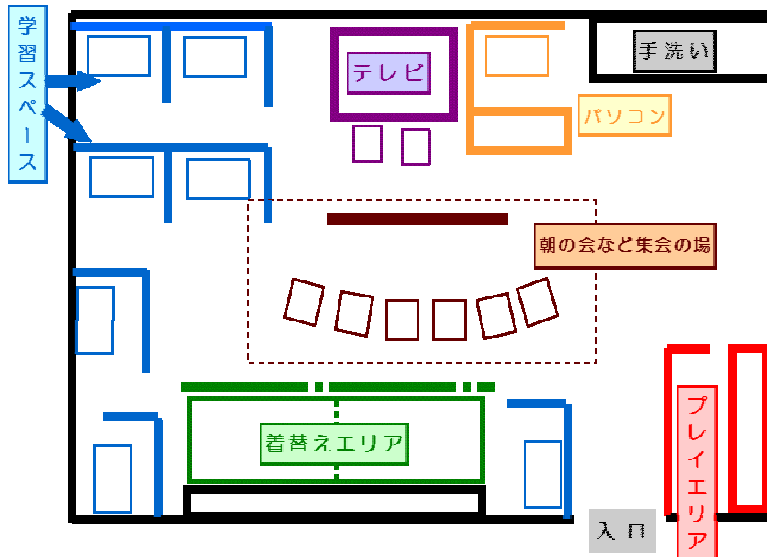 学習スペース
テレビ
手洗い
パソコン
朝の会など集会の場
着替えエリア
プレイエリア
入口